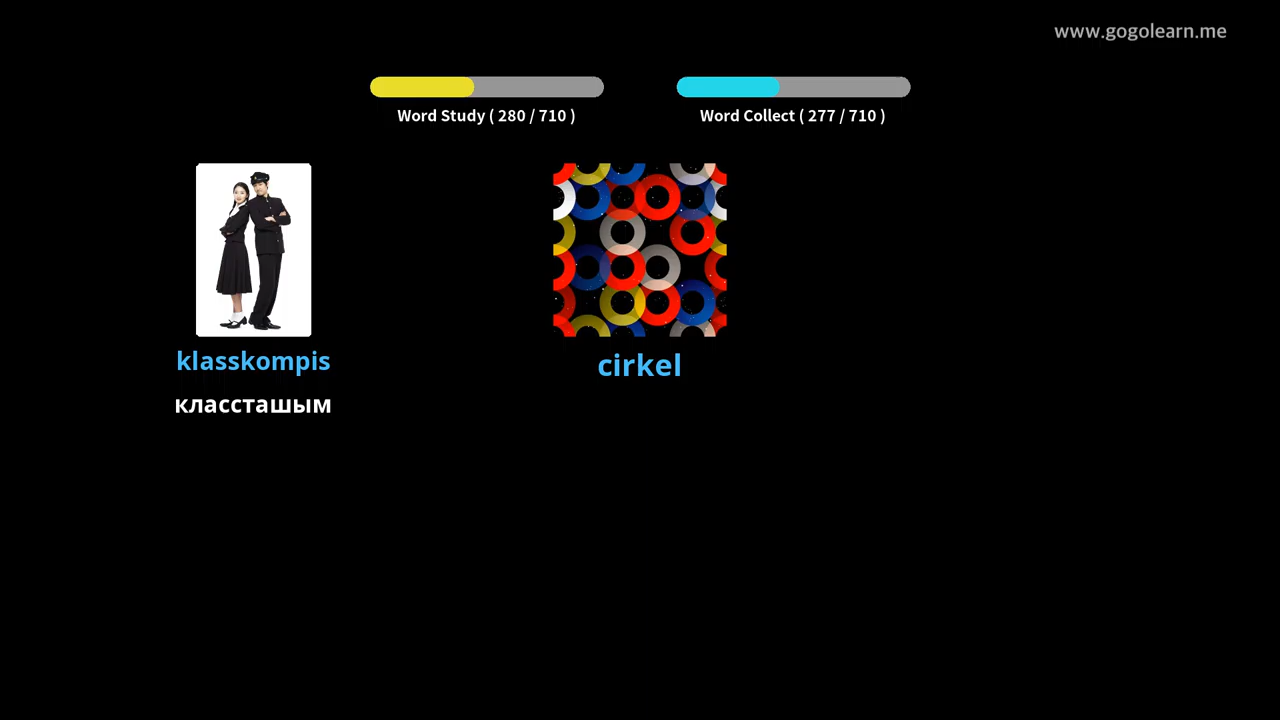 www.gogolearn.me
Word Study ( 280 / 710 )
Word Collect ( 277 / 710 )
klasskompis
классташым
cirkel